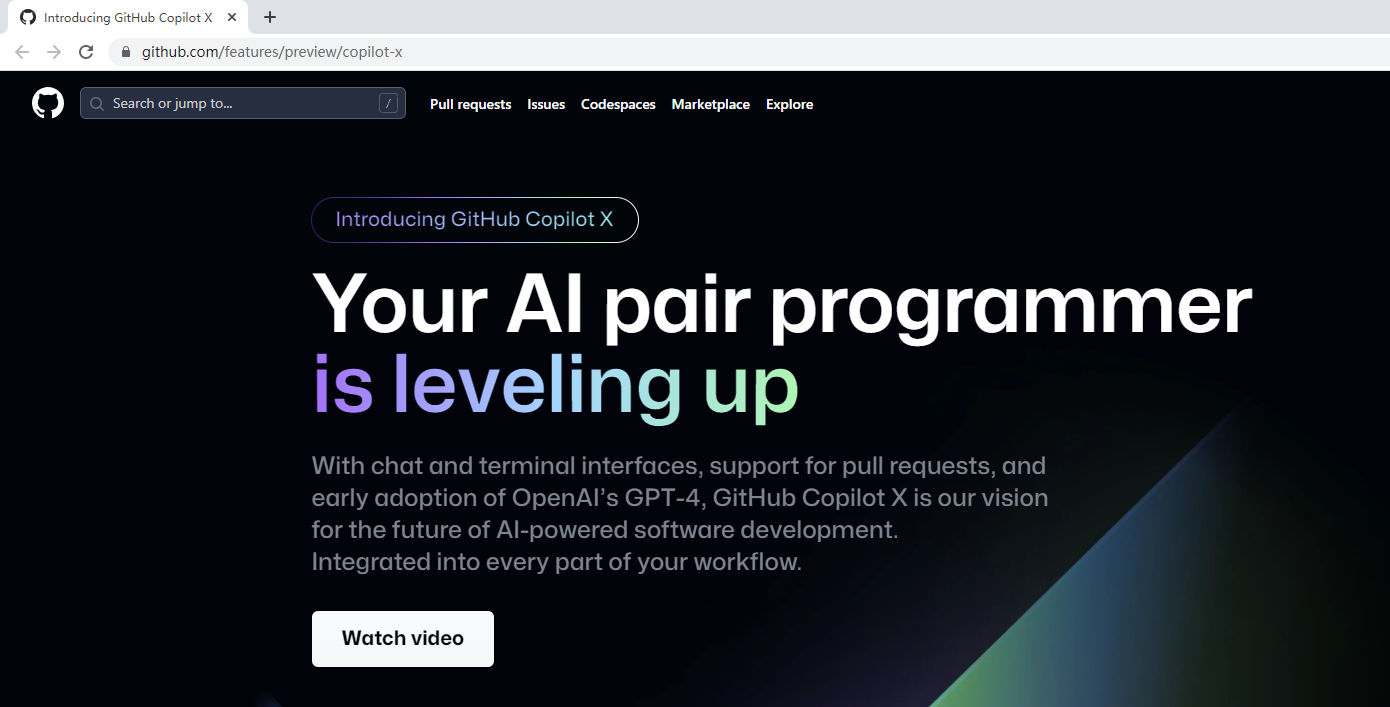 Introducing GitHub Copilot X
github.com/features/preview/copilot-x
Search or jump to... /
Pull requests Issues Codespaces Marketplace Explore
Introducing GitHub Copilot X
Your AI pair programmer
is leveling up
With chat and terminal interfaces, support for pull requests, and
early adoption of OpenAI’s GPT-4, GitHub Copilot X is our vision
for the future of AI-powered software development.
Integrated into every part of your workflow.
Watch video